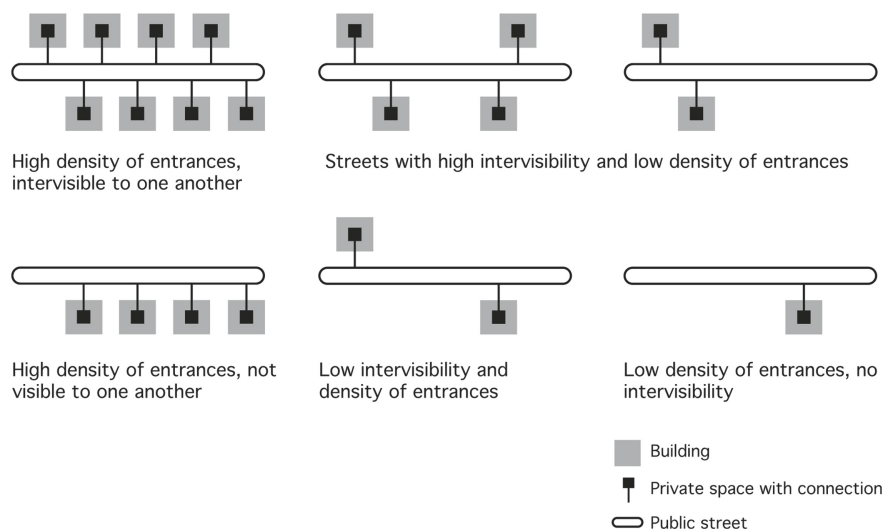 High density of entrances,
intervisible to one another
Streets with high intervisibility and low density of entrances
High density of entrances, not
visible to one another
Low intervisibility and
density of entrances
Low density of entrances, no
intervisibility
Building
Private space with connection
Public street